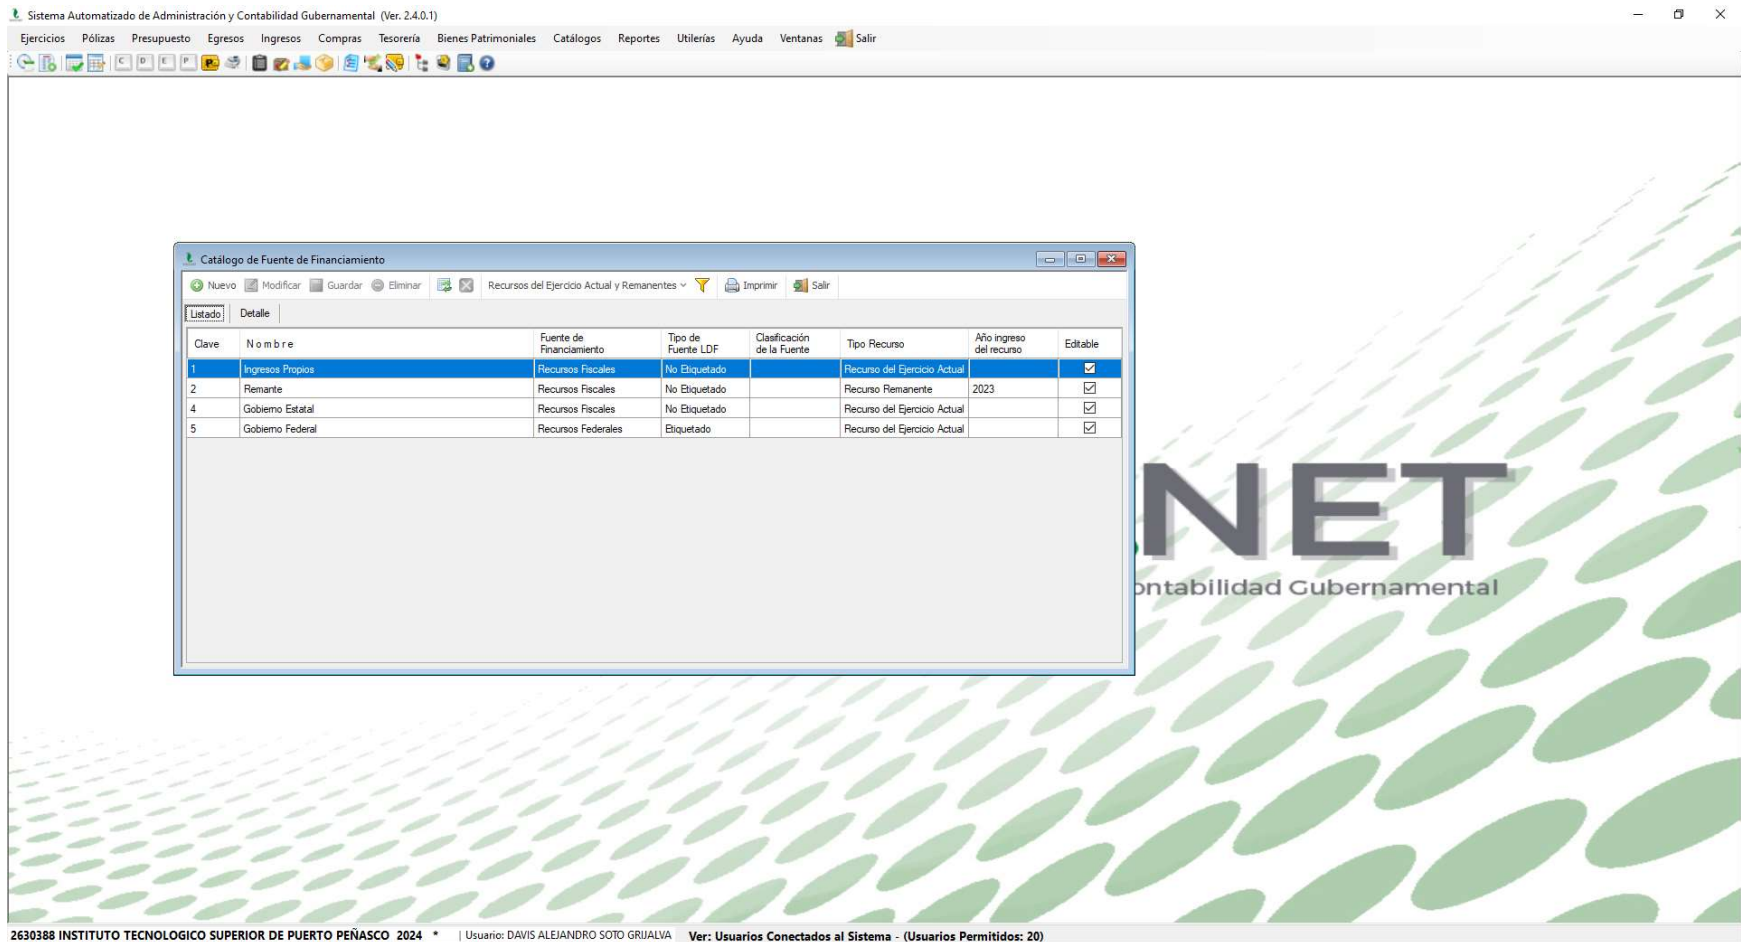 Sistema Automatizado de Administración y Contabilidad Gubernamental (Ver. 2.4.0.1)
Ejercicios Pólizas Presupuesto Egresos Ingresos Compras Tesorería Bienes Patrimoniales Catálogos Reportes Utilerías Ayuda Ventanas Salir
C D E P P
Catálogo de Fuente de Financiamiento
Nuevo Modificar Guardar Eliminar Recursos del Ejercicio Actual y Remanentes Imprimir Salir
Listado Detalle
Clave Nombre Fuente de Financiamiento Tipo de Fuente LDF Clasificación de la Fuente Tipo Recurso Año ingreso del recurso Editable
1 Ingresos Propios Recursos Fiscales No Etiquetado Recurso del Ejercicio Actual
2 Remante Recursos Fiscales No Etiquetado Recurso Remanente 2023
4 Gobierno Estatal Recursos Fiscales No Etiquetado Recurso del Ejercicio Actual
5 Gobierno Federal Recursos Federales Etiquetado Recurso del Ejercicio Actual
NET
ontabilidad Gubernamental
2630388 INSTITUTO TECNOLOGICO SUPERIOR DE PUERTO PEÑASCO 2024 * | Usuario: DAVIS ALEJANDRO SOTO GRIJALVA Ver: Usuarios Conectados al Sistema - (Usuarios Permitidos: 20)